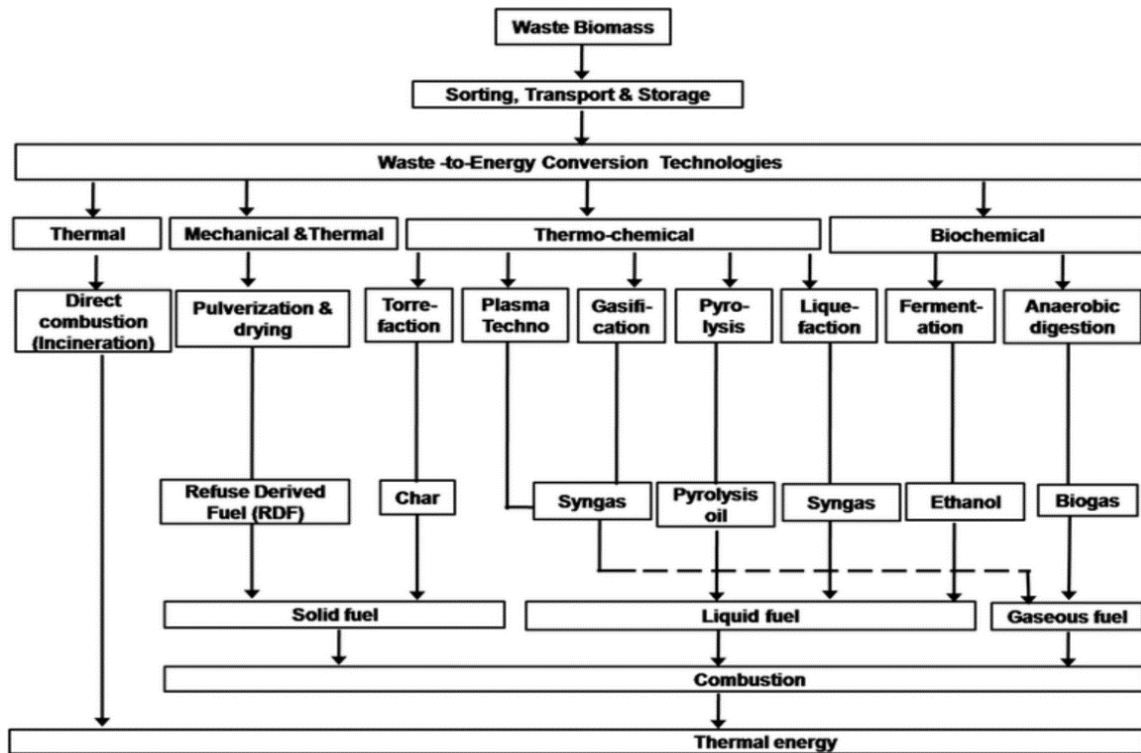 Waste Biomass
Sorting, Transport & Storage
Waste -to-Energy Conversion Technologies
Thermal
Mechanical &Thermal
Thermo-chemical
Biochemical
Direct
combustion
(Incineration)
Pulverization &
drying
Torre-
faction
Plasma
Techno
Gasifi-
cation
Pyro-
lysis
Lique-
faction
Ferment-
ation
Anaerobic
digestion
Refuse Derived
Fuel (RDF)
Char
Syngas
Pyrolysis
oil
Syngas
Ethanol
Biogas
Solid fuel
Liquid fuel
Gaseous fuel
Combustion
Thermal energy